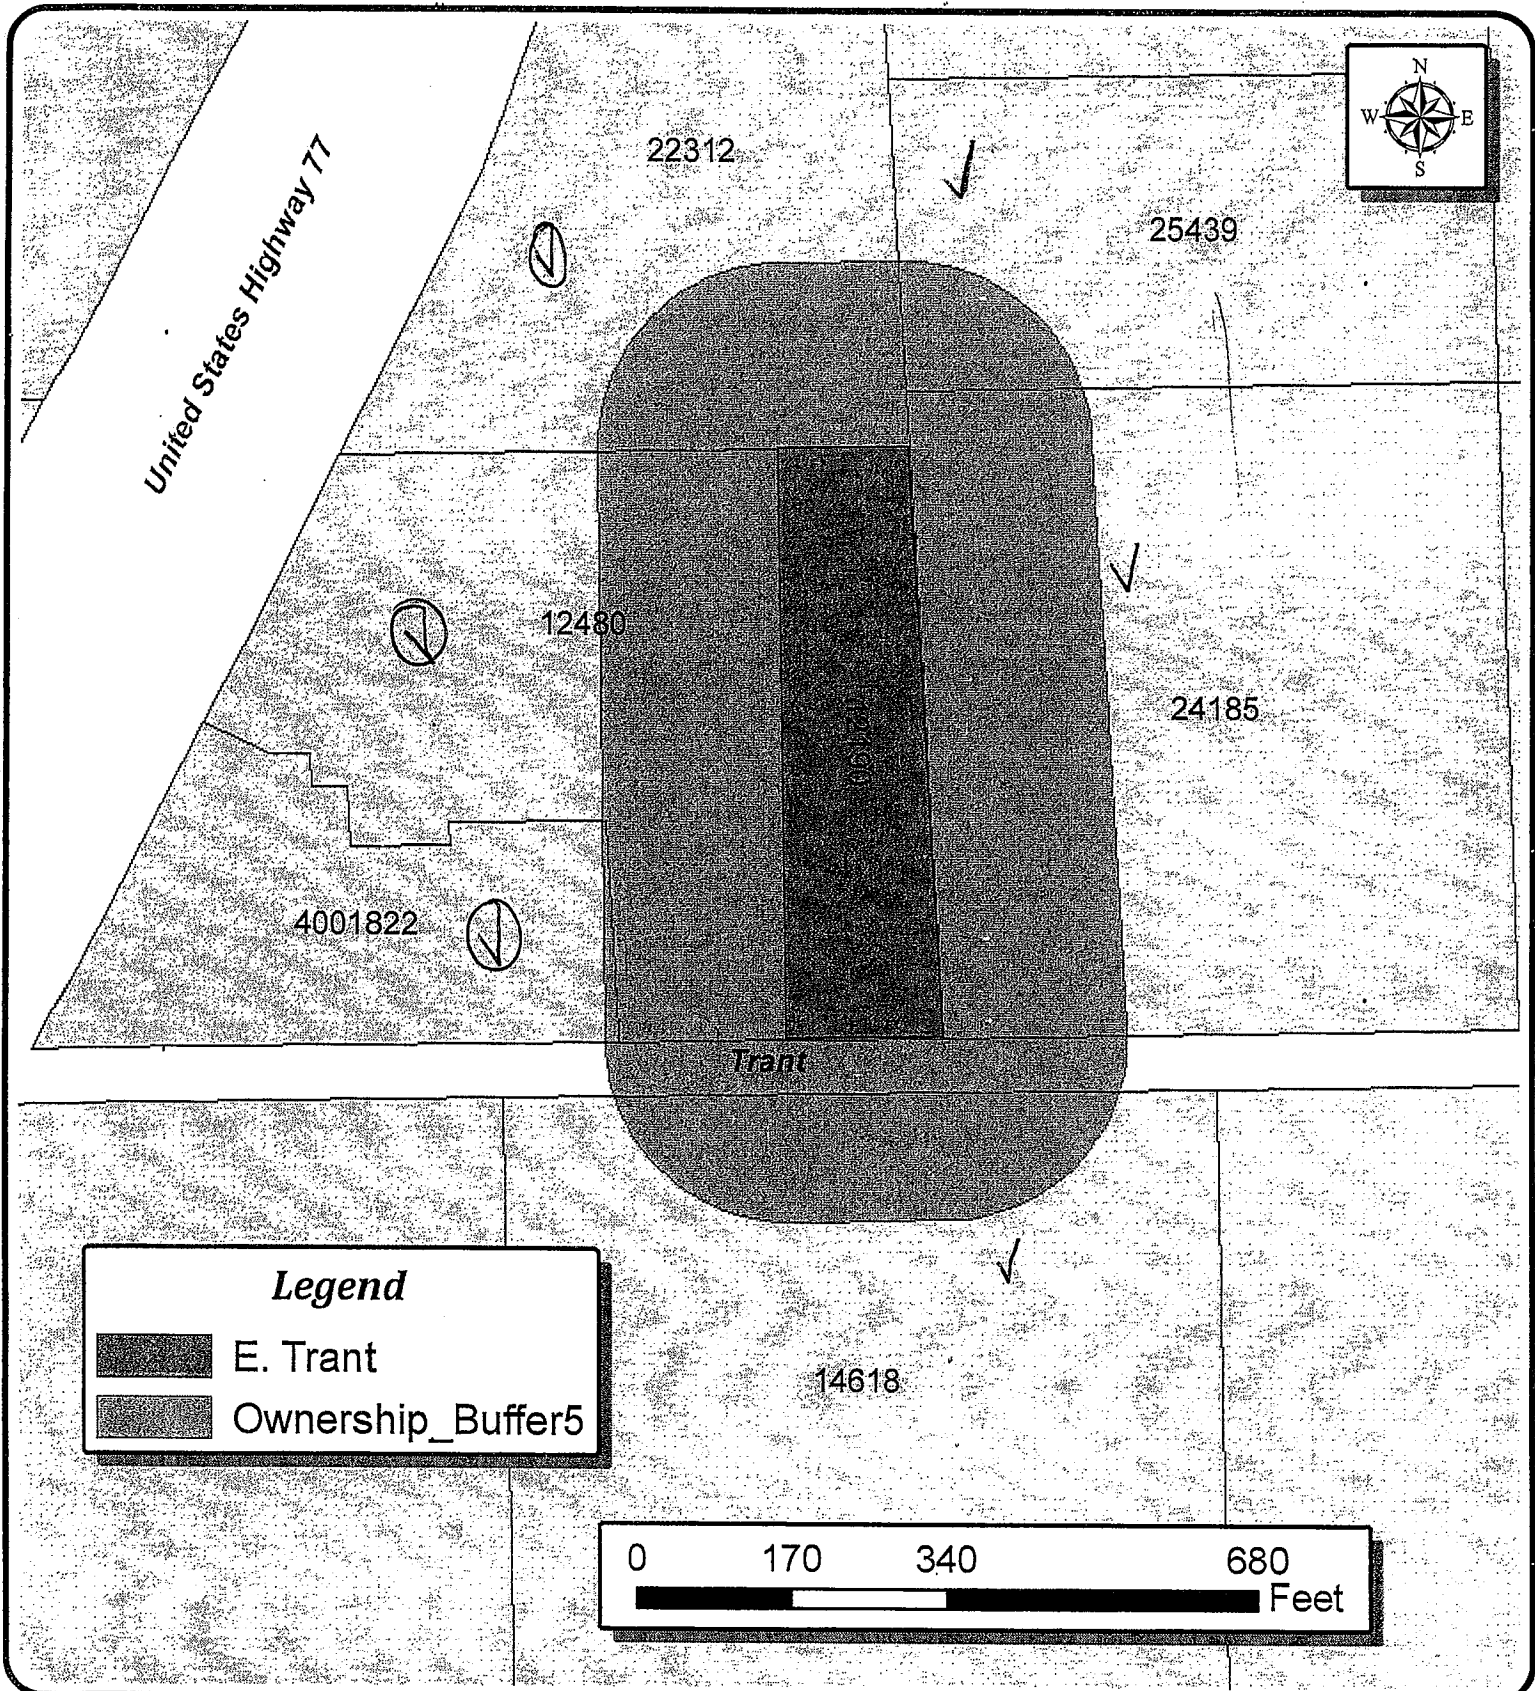 N
W E
S
22312
25439
United States Highway 77
12480
24185
4001822
Trant
Legend
E. Trant
Ownership_Buffer5
14618
0 170 340 680
Feet